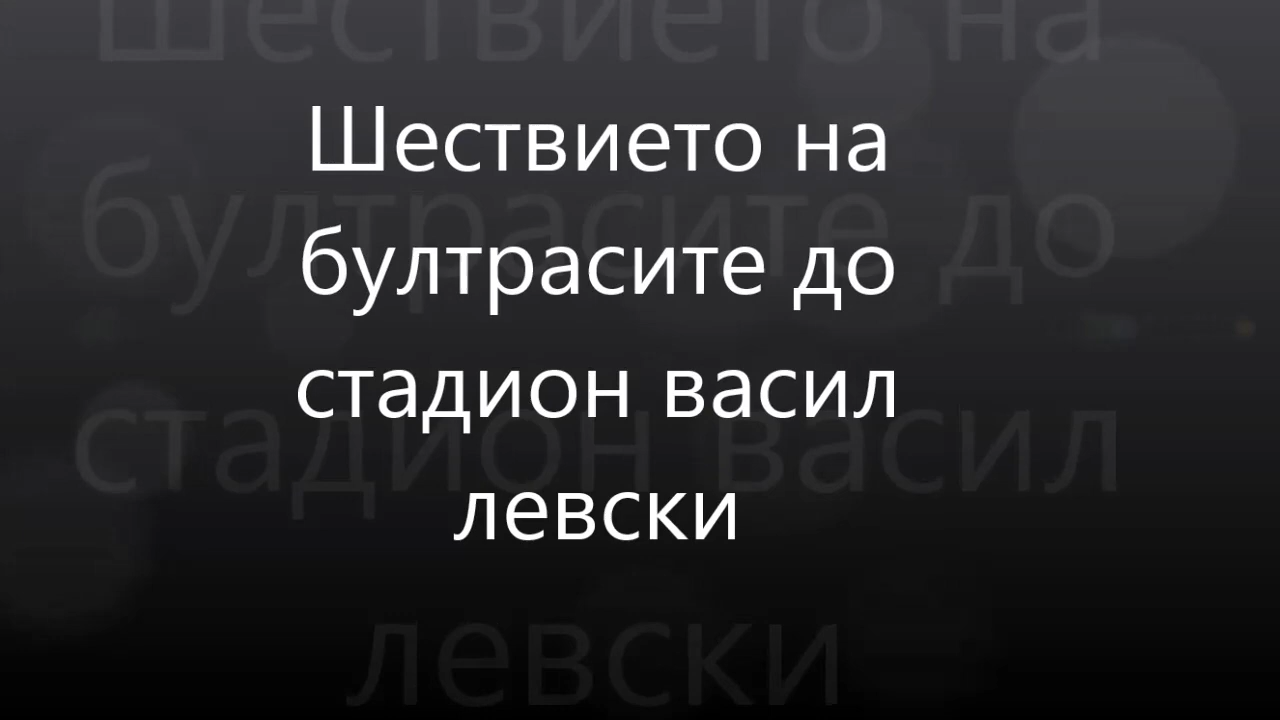 Шествието на
бултрасите до
стадион васил
левски